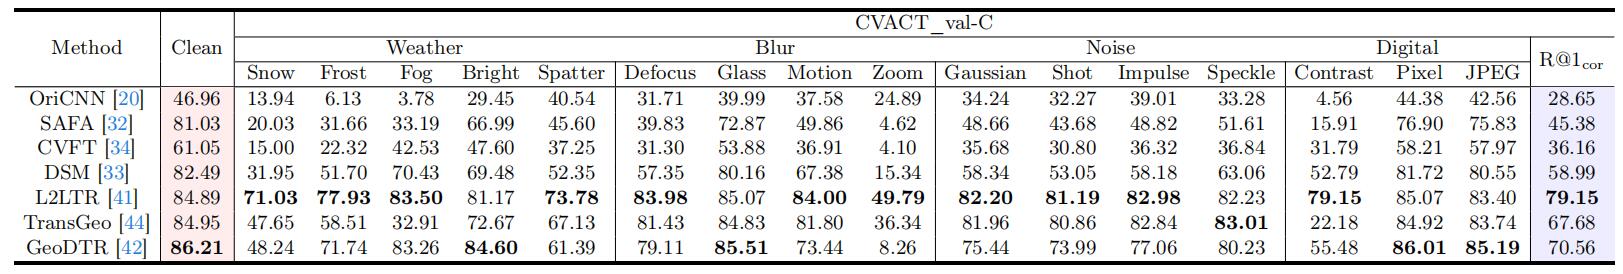 CVACT_val-C
Method Clean Weather Blur Noise Digital R@1cor
Snow Frost Fog Bright Spatter Defocus Glass Motion Zoom Gaussian Shot Impulse Speckle Contrast Pixel JPEG
OriCNN [20] 46.96 13.94 6.13 3.78 29.45 40.54 31.71 39.99 37.58 24.89 34.24 32.27 39.01 33.28 4.56 44.38 42.56 28.65
SAFA [32] 81.03 20.03 31.66 33.19 66.99 45.60 39.83 72.87 49.86 4.62 48.66 43.68 48.82 51.61 15.91 76.90 75.83 45.38
CVFT [34] 61.05 15.00 22.32 42.53 47.60 37.25 31.30 53.88 36.91 4.10 35.68 30.80 36.32 36.84 31.79 58.21 57.97 36.16
DSM [33] 82.49 31.95 51.70 70.43 69.48 52.35 57.35 80.16 67.38 15.34 58.34 53.05 58.18 63.06 52.79 81.72 80.55 58.99
L2LTR [41] 84.89 71.03 77.93 83.50 81.17 73.78 83.98 85.07 84.00 49.79 82.20 81.19 82.98 82.23 79.15 85.07 83.40 79.15
TransGeo [44] 84.95 47.65 58.51 32.91 72.67 67.13 81.43 84.83 81.80 36.34 81.96 80.86 82.84 83.01 22.18 84.92 83.74 67.68
GeoDTR [42] 86.21 48.24 71.74 83.26 84.60 61.39 79.11 85.51 73.44 8.26 75.44 73.99 77.06 80.23 55.48 86.01 85.19 70.56